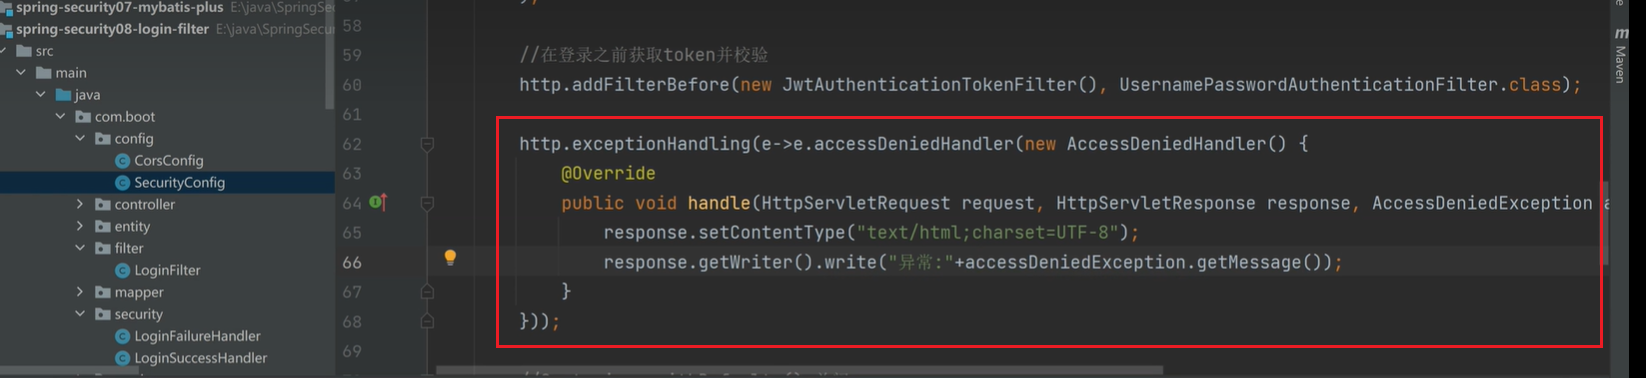 spring-security07-mybatis-plus E:\java\SpringSec
spring-security08-login-filter E:\java\SpringSecur
src
main
java
com.boot
config
CorsConfig
SecurityConfig
controller
entity
filter
LoginFilter
mapper
security
LoginFailureHandler
LoginSuccessHandler
58
59 //在登录之前获取token并校验
60 http.addFilterBefore(new JwtAuthenticationTokenFilter(), UsernamePasswordAuthenticationFilter.class);
61
62 http.exceptionHandling(e->e.accessDeniedHandler(new AccessDeniedHandler() {
63 @Override
64 public void handle(HttpServletRequest request, HttpServletResponse response, AccessDeniedException
65 response.setContentType("text/html;charset=UTF-8");
66 response.getWriter().write("异常:"+accessDeniedException.getMessage());
67 }
68 }));
69
Maven